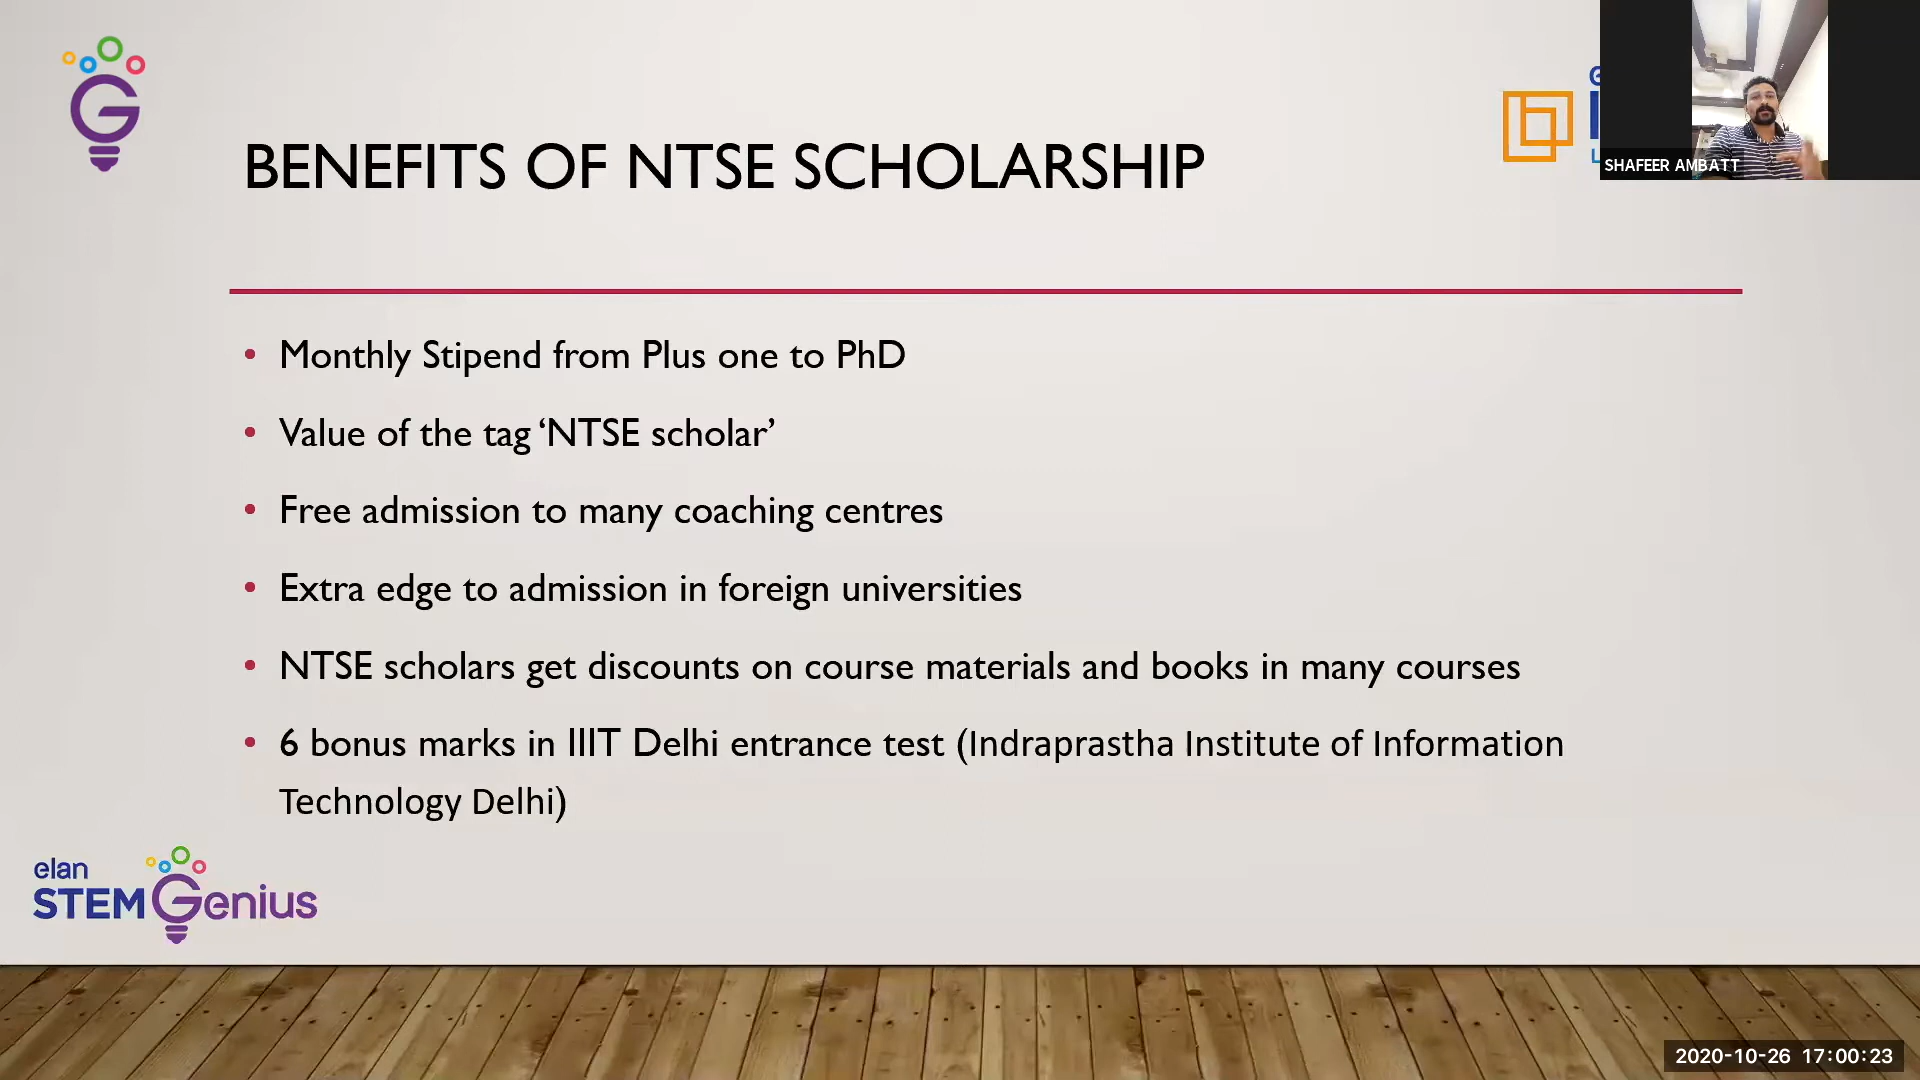 BENEFITS OF NTSE SCHOLARSHIP
SHAFEER AMBATT
• Monthly Stipend from Plus one to PhD
• Value of the tag ‘NTSE scholar’
• Free admission to many coaching centres
• Extra edge to admission in foreign universities
• NTSE scholars get discounts on course materials and books in many courses
• 6 bonus marks in IIIT Delhi entrance test (Indraprastha Institute of Information
Technology Delhi)
elan
STEM Genius
2020-10-26 17:00:23